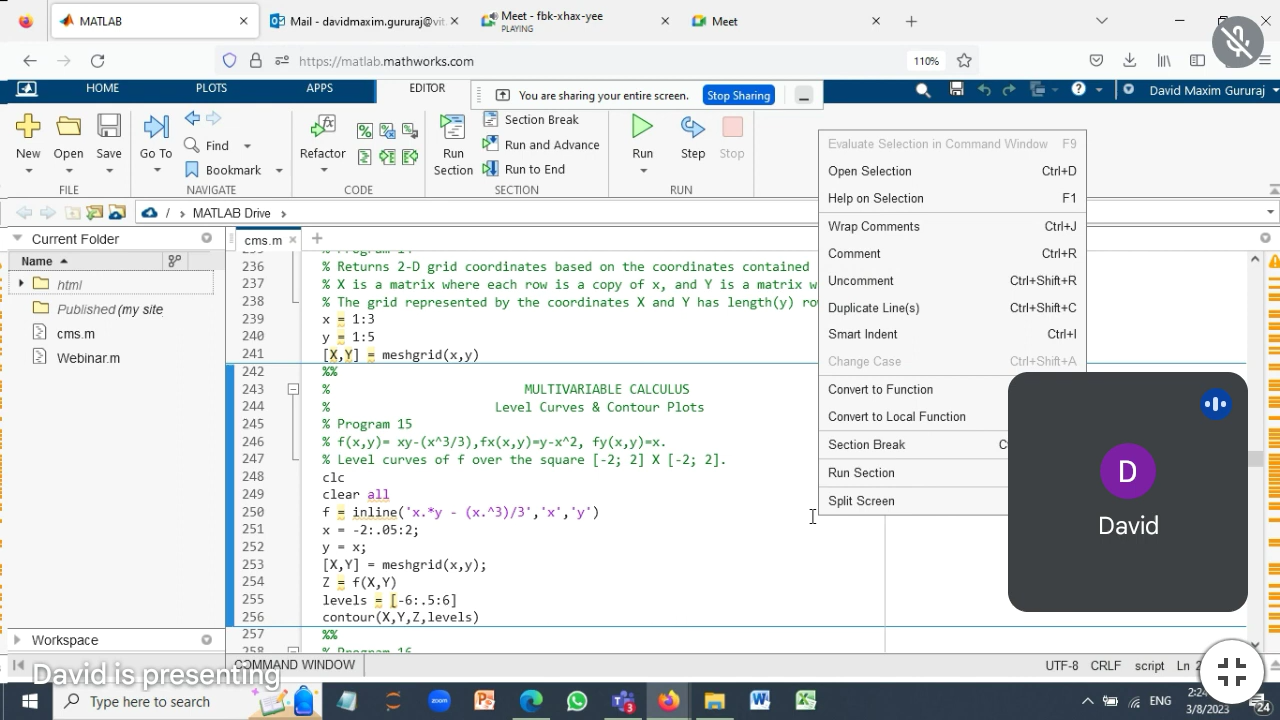 MATLAB
Mail - davidmaxim.gururaj@vit
Meet - fbk-xhax-yee
PLAYING
Meet
https://matlab.mathworks.com
110%
HOME
PLOTS
APPS
EDITOR
You are sharing your entire screen.
Stop Sharing
David Maxim Gururaj
New
Open
Save
FILE
Go To
Find
Bookmark
NAVIGATE
Refactor
CODE
Run Section
Section Break
Run and Advance
Run to End
SECTION
Run
Step
Stop
RUN
/ > MATLAB Drive >
Current Folder
Name
html
Published (my site
cms.m
Webinar.m
Workspace
cms.m
236 % Returns 2-D grid coordinates based on the coordinates contained
237 % X is a matrix where each row is a copy of x, and Y is a matrix w
238 % The grid represented by the coordinates X and Y has length(y) ro
239 x = 1:3
240 y = 1:5
241 [X,Y] = meshgrid(x,y)
242 %%
243 % MULTIVARIABLE CALCULUS
244 % Level Curves & Contour Plots
245 % Program 15
246 % f(x,y)= xy-(x^3/3),fx(x,y)=y-x^2, fy(x,y)=x.
247 % Level curves of f over the square [-2; 2] X [-2; 2].
248 clc
249 clear all
250 f = inline('x.*y - (x.^3)/3','x','y')
251 x = -2:.05:2;
252 y = x;
253 [X,Y] = meshgrid(x,y);
254 Z = f(X,Y)
255 levels = [-6:.5:6]
256 contour(X,Y,Z,levels)
257 %%
258 % Program 16
Evaluate Selection in Command Window F9
Open Selection Ctrl+D
Help on Selection F1
Wrap Comments Ctrl+J
Comment Ctrl+R
Uncomment Ctrl+Shift+R
Duplicate Line(s) Ctrl+Shift+C
Smart Indent Ctrl+I
Change Case Ctrl+Shift+A
Convert to Function
Convert to Local Function
Section Break C
Run Section
Split Screen
D
David
COMMAND WINDOW
UTF-8 CRLF script Ln 2
David is presenting
Type here to search
ENG
3/8/2023
24